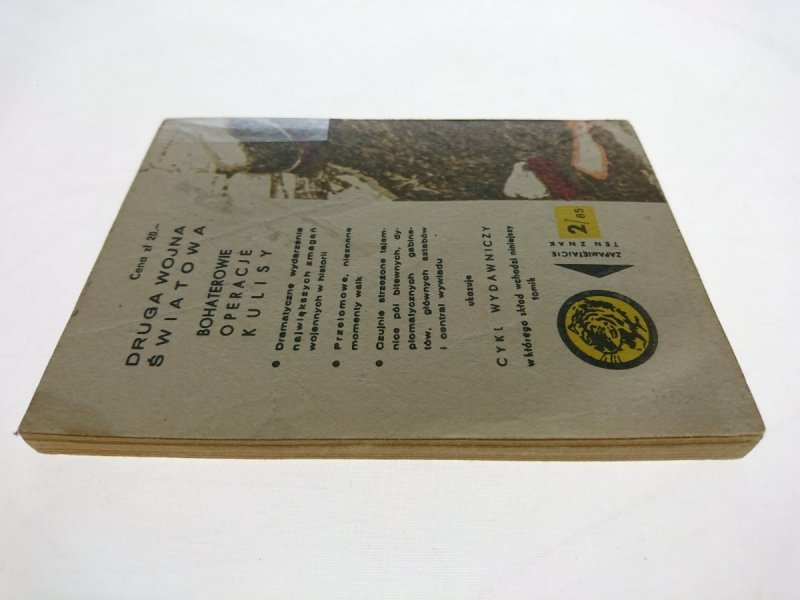 Cena zł 20,—
DRUGA WOJNA
ŚWIATOWA
BOHATEROWIE
OPERACJE
KULISY
● Dramatyczne wydarzenia
największych zmagań
wojennych w historii
● Przełomowe, nieznane
momenty walk
● Czujnie strzeżone tajem-
nice pól bitewnych, dy-
plomatycznych gabine-
tów, głównych sztabów
i central wywiadu
ukazuje
CYKL WYDAWNICZY
w którego skład wchodzi niniejszy
tomik
2/85
ZAPAMIĘTAJCIE
TEN ZNAK